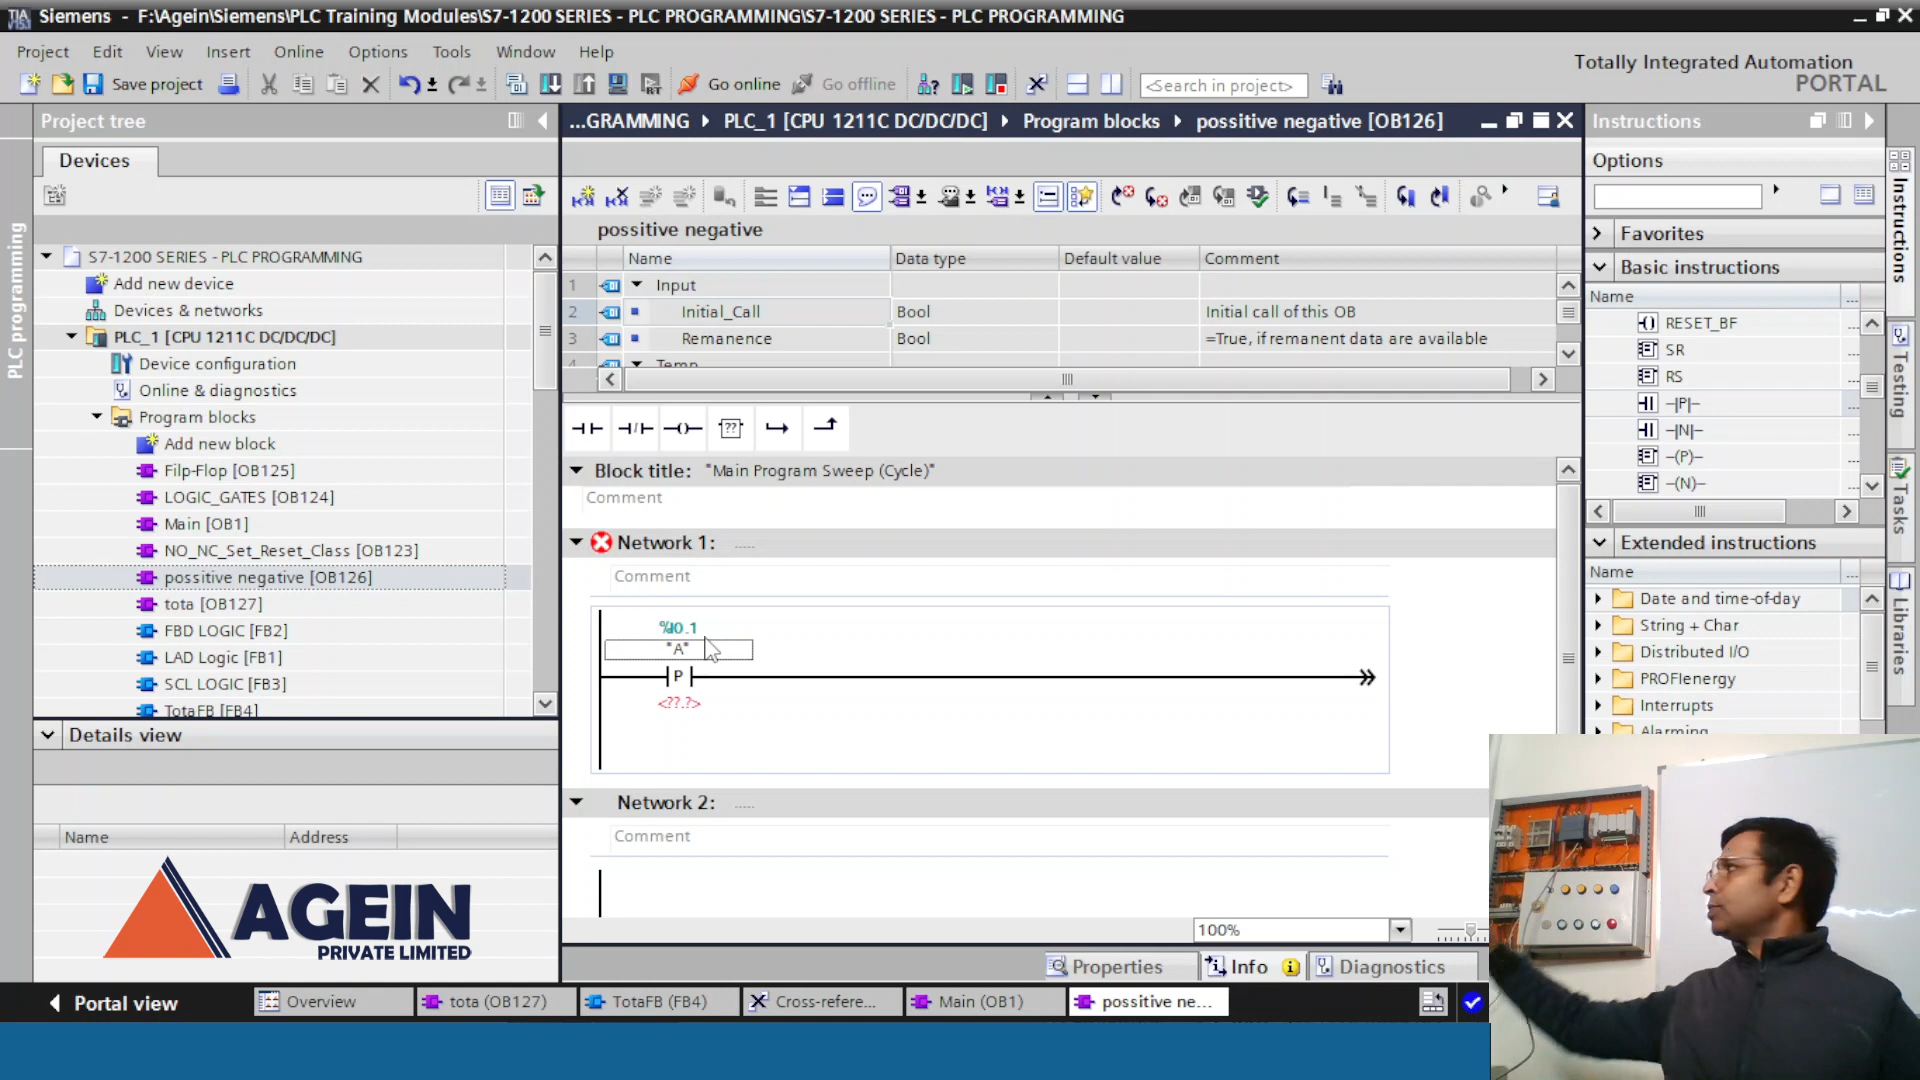 Siemens - F:\Agein\Siemens\PLC Training Modules\S7-1200 SERIES - PLC PROGRAMMING\S7-1200 SERIES - PLC PROGRAMMING
Project Edit View Insert Online Options Tools Window Help
Totally Integrated Automation
PORTAL
Save project
Go online
Go offline
<Search in project>
Project tree
...GRAMMING PLC_1 [CPU 1211C DC/DC/DC] Program blocks possitive negative [OB126]
Instructions
Devices
Options
PLC programming
possitive negative
Name Data type Default value Comment
1 Input
2 Initial_Call Bool Initial call of this OB
3 Remanence Bool =True, if remanent data are available
4 Temp
S7-1200 SERIES - PLC PROGRAMMING
Add new device
Devices & networks
PLC_1 [CPU 1211C DC/DC/DC]
Device configuration
Online & diagnostics
Program blocks
Add new block
Filp-Flop [OB125]
LOGIC_GATES [OB124]
Main [OB1]
NO_NC_Set_Reset_Class [OB123]
possitive negative [OB126]
tota [OB127]
FBD LOGIC [FB2]
LAD Logic [FB1]
SCL LOGIC [FB3]
TotaFB [FB4]
Details view
Name Address
AGEIN
PRIVATE LIMITED
??
Block title: "Main Program Sweep (Cycle)"
Comment
Network 1: .....
Comment
%I0.1
"A"
P
<??.?>
Network 2: .....
Comment
100%
Properties Info Diagnostics
Favorites
Basic instructions
Name ...
RESET_BF ...
SR ...
RS ...
-|P|- ...
-|N|- ...
-(P)- ...
-(N)- ...
Extended instructions
Name ...
Date and time-of-day
String + Char
Distributed I/O
PROFIenergy
Interrupts
Alarming
Instructions
Testing
Tasks
Libraries
Portal view
Overview
tota (OB127)
TotaFB (FB4)
Cross-refere...
Main (OB1)
possitive ne...